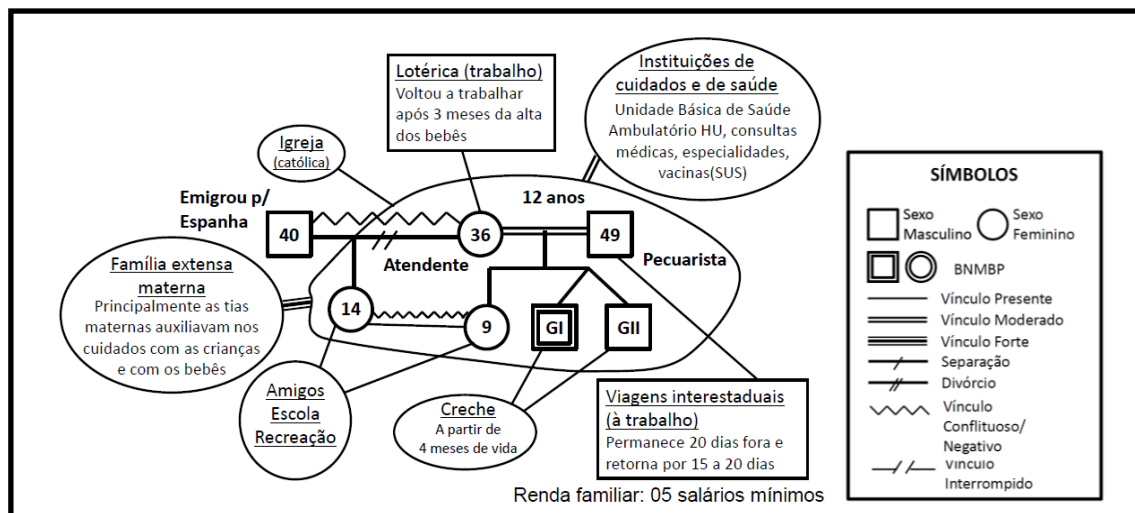 Lotérica (trabalho)
Voltou a trabalhar
após 3 meses da alta
dos bebês
Instituições de
cuidados e de saúde
Unidade Básica de Saúde
Ambulatório HU, consultas
médicas, especialidades,
vacinas(SUS)
Igreja
(católica)
Emigrou p/
Espanha
12 anos
40
36
49
Atendente
Pecuarista
Família extensa
materna
Principalmente as tias
maternas auxiliavam nos
cuidados com as crianças
e com os bebês
14
9
GI
GII
Amigos
Escola
Recreação
Creche
A partir de
4 meses de vida
Viagens interestaduais
(à trabalho)
Permanece 20 dias fora e
retorna por 15 a 20 dias
Renda familiar: 05 salários mínimos
SÍMBOLOS
Sexo
Masculino
Sexo
Feminino
BNMBP
Vínculo Presente
Vínculo Moderado
Vínculo Forte
Separação
Divórcio
Vínculo
Conflituoso/
Negativo
Vínculo
Interrompido